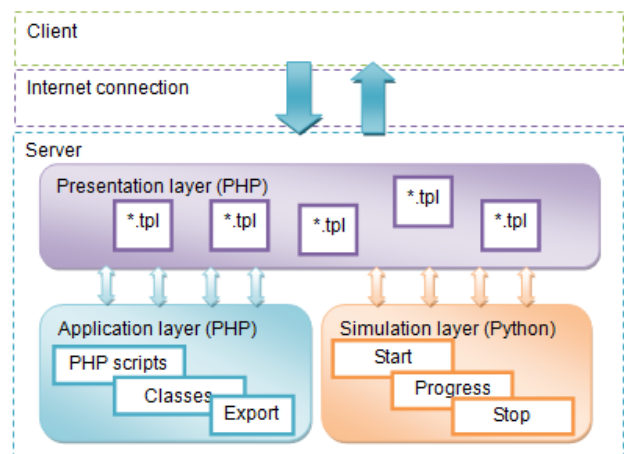 Client
Internet connection
Server
Presentation layer (PHP)
*.tpl
*.tpl
*.tpl
*.tpl
*.tpl
Application layer (PHP)
PHP scripts
Classes
Export
Simulation layer (Python)
Start
Progress
Stop